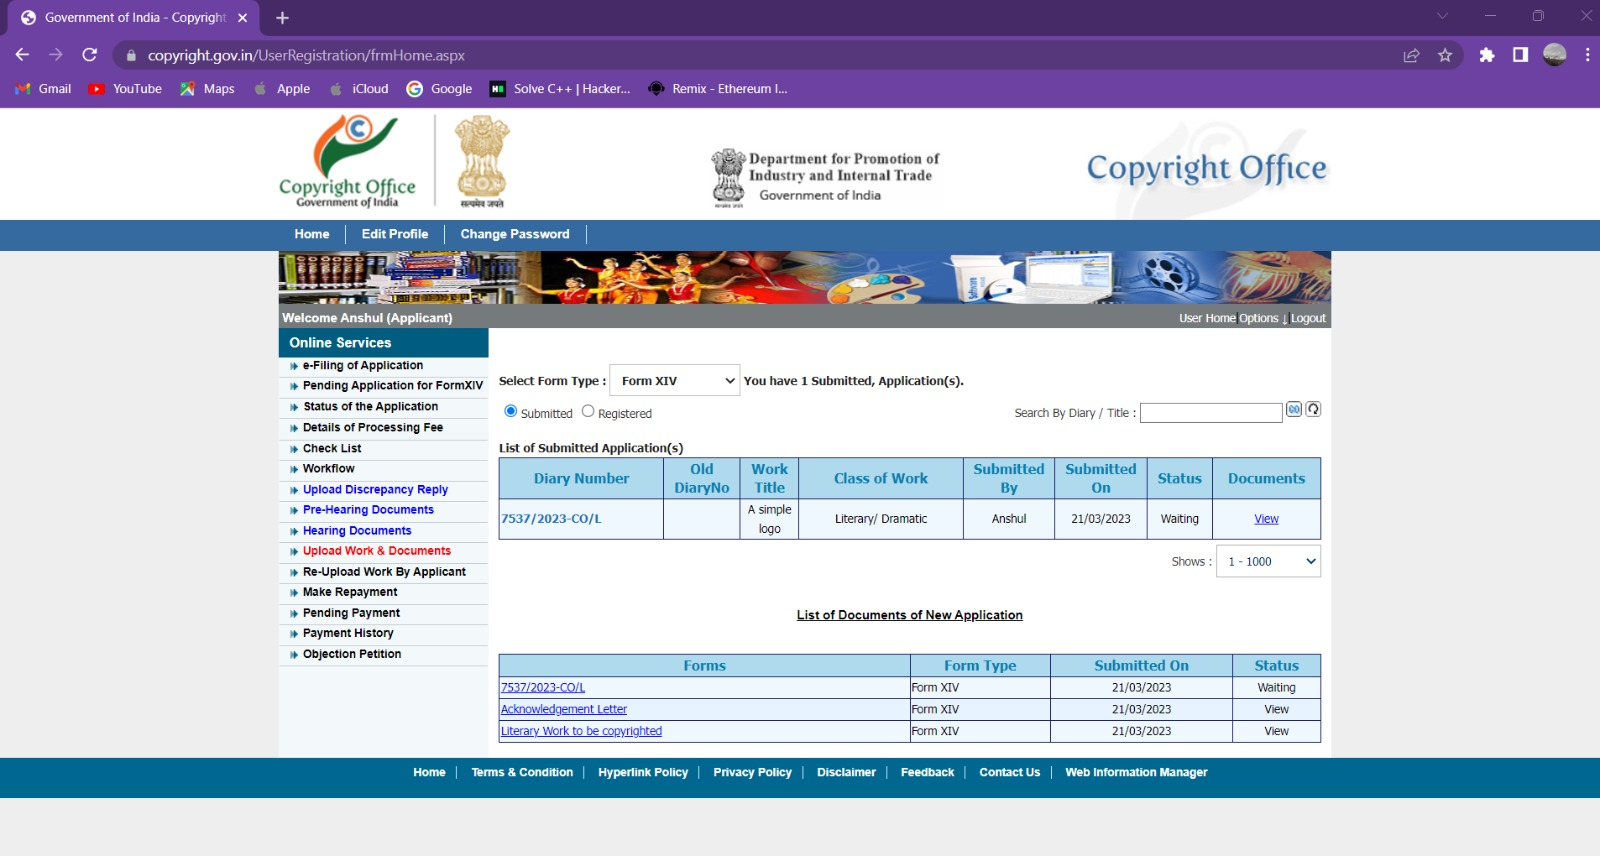 Government of India - Copyright
copyright.gov.in/UserRegistration/frmHome.aspx
Gmail YouTube Maps Apple iCloud Google Solve C++ | Hacker... Remix - Ethereum I...
Copyright Office
Government of India
सत्यमेव जयते
Department for Promotion of
Industry and Internal Trade
Government of India
सत्यमेव जयते
Copyright Office
Home Edit Profile Change Password
Software
Welcome Anshul (Applicant) User Home Options ↓ Logout
Online Services
e-Filing of Application
Pending Application for FormXIV
Status of the Application
Details of Processing Fee
Check List
Workflow
Upload Discrepancy Reply
Pre-Hearing Documents
Hearing Documents
Upload Work & Documents
Re-Upload Work By Applicant
Make Repayment
Pending Payment
Payment History
Objection Petition
Select Form Type : Form XIV You have 1 Submitted, Application(s).
Submitted Registered Search By Diary / Title :
List of Submitted Application(s)
Diary Number Old DiaryNo Work Title Class of Work Submitted By Submitted On Status Documents
7537/2023-CO/L A simple logo Literary/ Dramatic Anshul 21/03/2023 Waiting View
Shows : 1 - 1000
List of Documents of New Application
Forms Form Type Submitted On Status
7537/2023-CO/L Form XIV 21/03/2023 Waiting
Acknowledgement Letter Form XIV 21/03/2023 View
Literary Work to be copyrighted Form XIV 21/03/2023 View
Home Terms & Condition Hyperlink Policy Privacy Policy Disclaimer Feedback Contact Us Web Information Manager